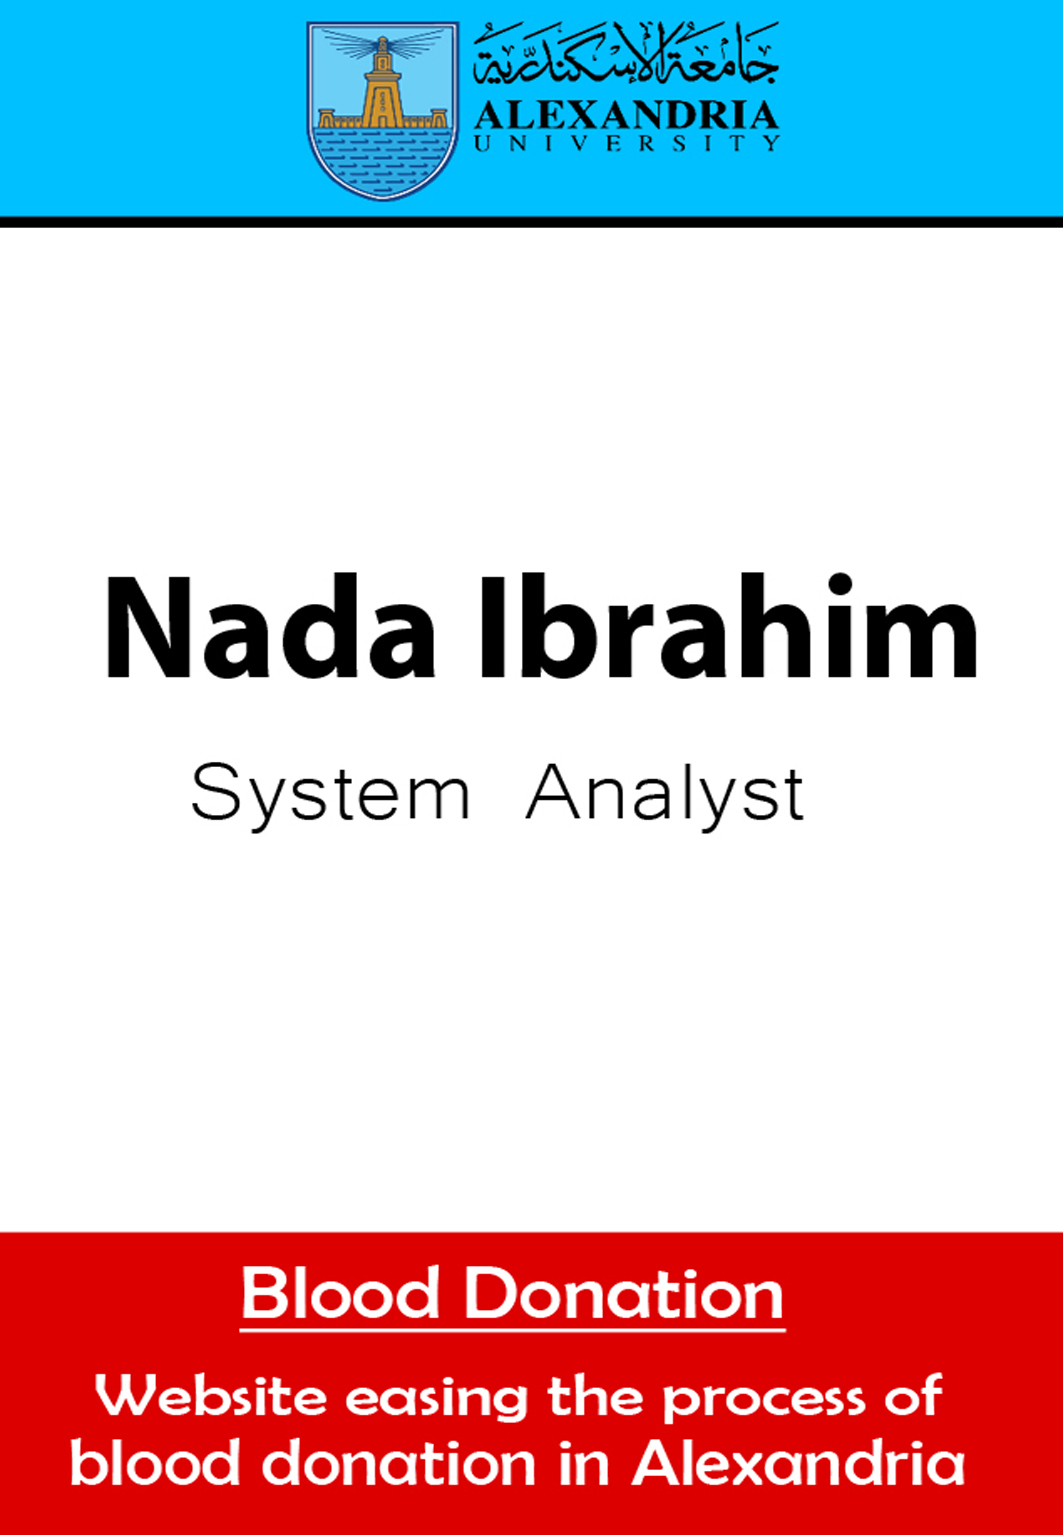 جامعة الإسكندرية
ALEXANDRIA
UNIVERSITY
Nada Ibrahim
System Analyst
Blood Donation
Website easing the process of
blood donation in Alexandria